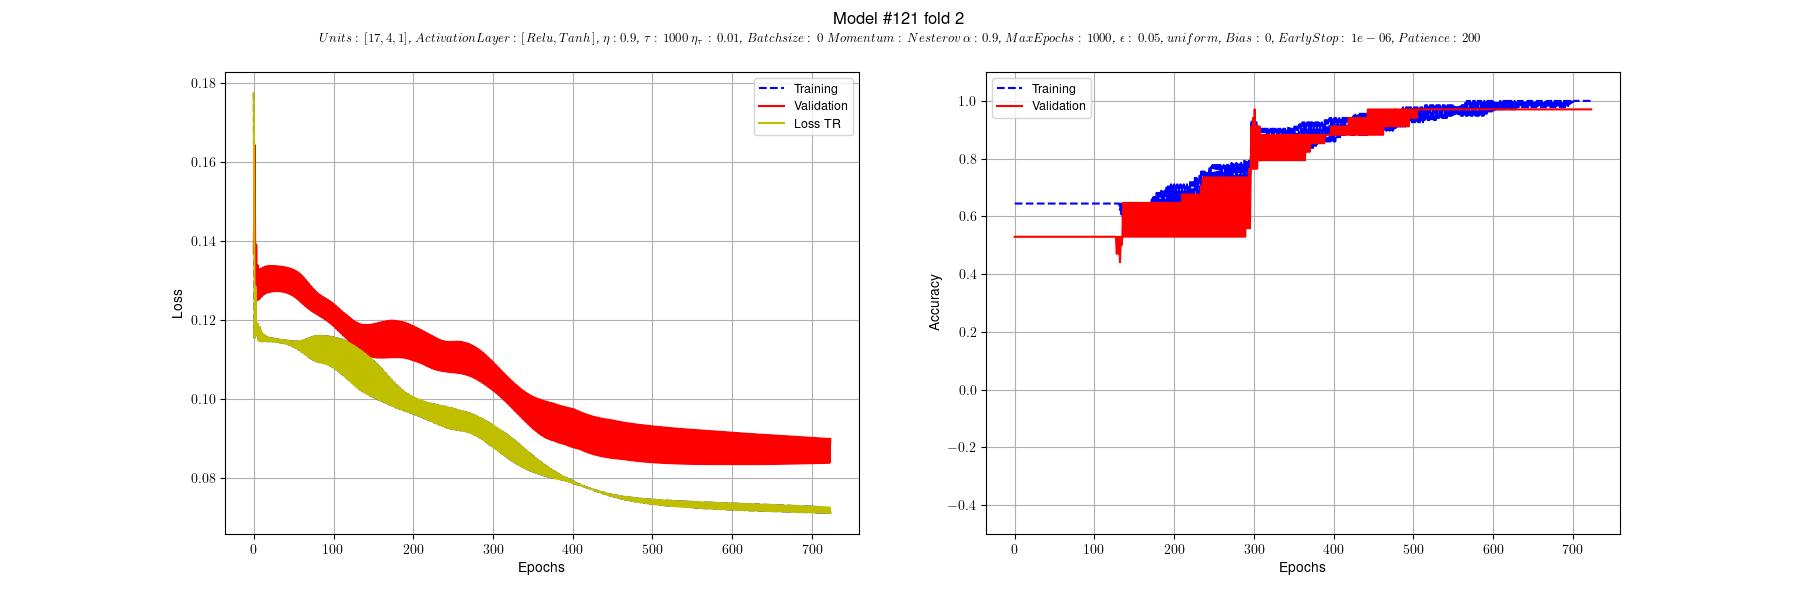 Model #121 fold 2
Units : [17, 4, 1], ActivationLayer : [Relu, Tanh], η : 0.9, τ : 1000 ητ : 0.01, Batchsize : 0 Momentum : Nesterov α : 0.9, MaxEpochs : 1000, ϵ : 0.05, uniform, Bias : 0, EarlyStop : 1e − 06, Patience : 200
Loss
0.18
0.16
0.14
0.12
0.10
0.08
Training
Validation
Loss TR
0 100 200 300 400 500 600 700
Epochs
Accuracy
1.0
0.8
0.6
0.4
0.2
0.0
−0.2
−0.4
Training
Validation
0 100 200 300 400 500 600 700
Epochs